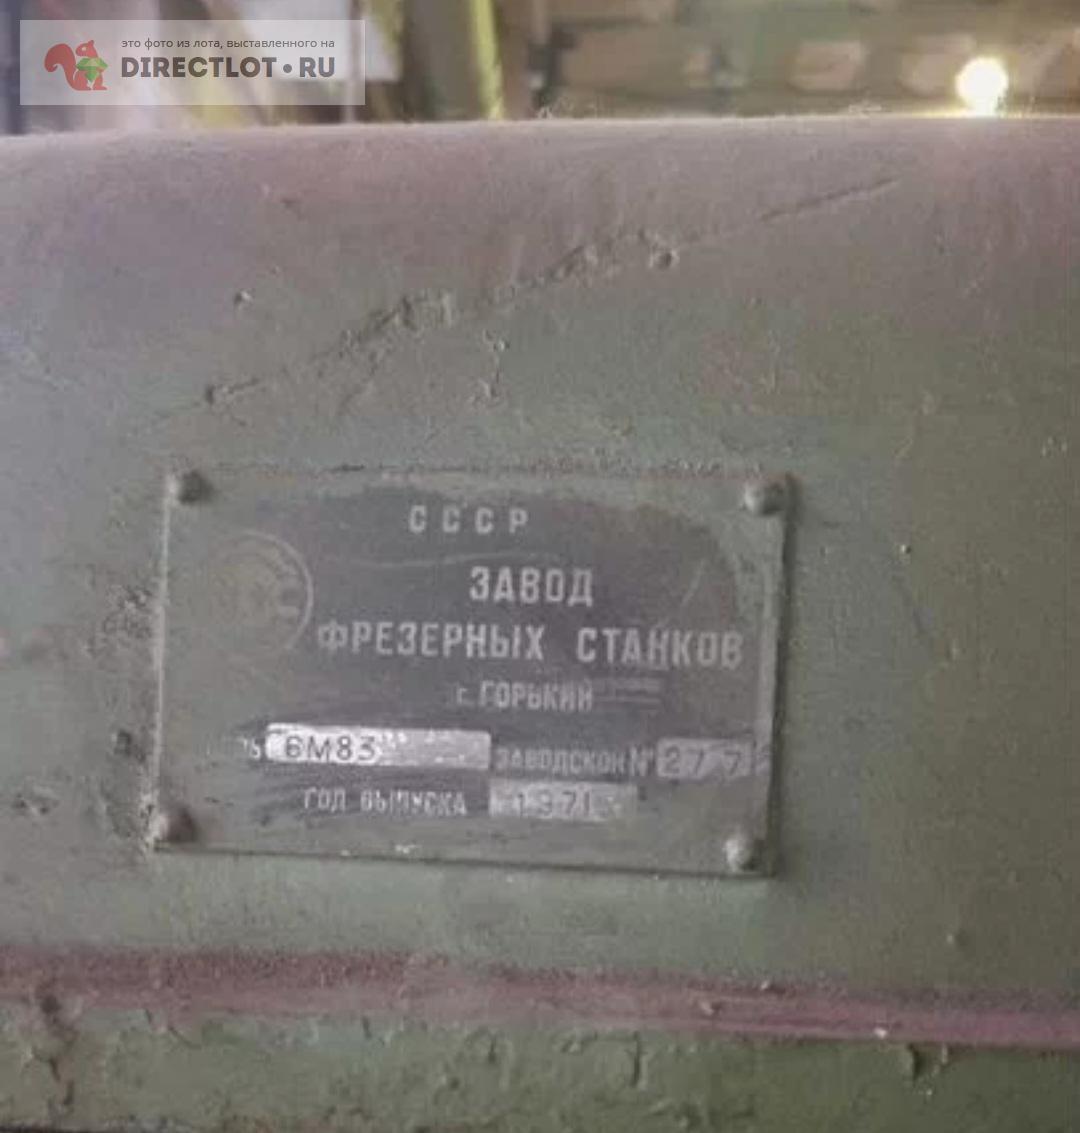 это фото из лота, выставленного на
DIRECTLOT.RU
СССР
ЗАВОД
ФРЕЗЕРНЫХ СТАНКОВ
г. ГОРЬКИЙ
6М83 ЗАВОДСКОЙ № 277
ГОД ВЫПУСКА 1971